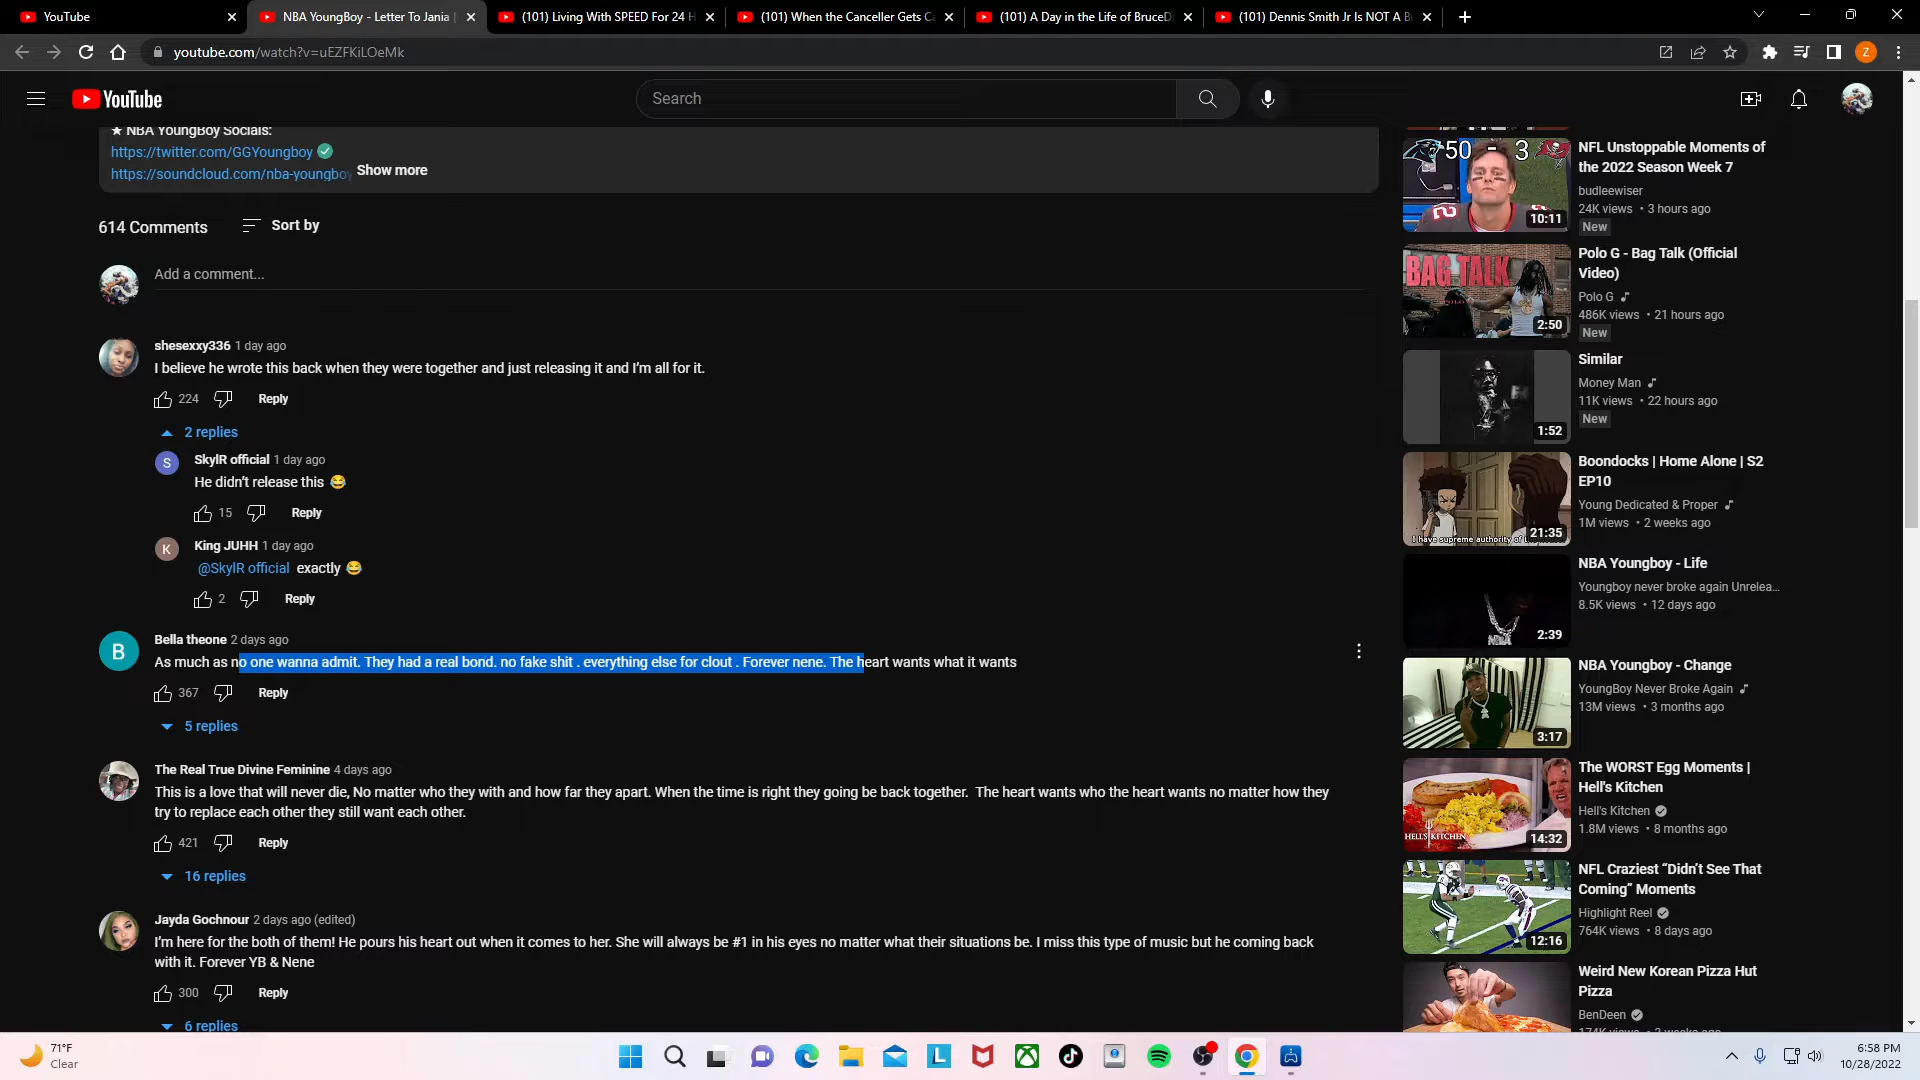 YouTube
NBA YoungBoy - Letter To Jania |
(101) Living With SPEED For 24 H
(101) When the Canceller Gets Ca
(101) A Day in the Life of BruceD
(101) Dennis Smith Jr Is NOT A B
youtube.com/watch?v=uEZFKiLOeMk
Z
YouTube
Search
★ NBA YoungBoy Socials:
https://twitter.com/GGYoungboy
https://soundcloud.com/nba-youngboy
Show more
614 Comments
Sort by
Add a comment...
shesexxy336 1 day ago
I believe he wrote this back when they were together and just releasing it and I’m all for it.
224
Reply
2 replies
S
SkylR official 1 day ago
He didn’t release this 😂
15
Reply
K
King JUHH 1 day ago
@SkylR official exactly 😂
2
Reply
B
Bella theone 2 days ago
As much as no one wanna admit. They had a real bond. no fake shit . everything else for clout . Forever nene. The heart wants what it wants
367
Reply
5 replies
The Real True Divine Feminine 4 days ago
This is a love that will never die, No matter who they with and how far they apart. When the time is right they going be back together. The heart wants who the heart wants no matter how they
try to replace each other they still want each other.
421
Reply
16 replies
Jayda Gochnour 2 days ago (edited)
I’m here for the both of them! He pours his heart out when it comes to her. She will always be #1 in his eyes no matter what their situations be. I miss this type of music but he coming back
with it. Forever YB & Nene
300
Reply
6 replies
50 - 3
10:11
NFL Unstoppable Moments of
the 2022 Season Week 7
budleewiser
24K views • 3 hours ago
New
BAG TALK
2:50
Polo G - Bag Talk (Official
Video)
Polo G
486K views • 21 hours ago
New
1:52
Similar
Money Man
11K views • 22 hours ago
New
I have supreme authority of
21:35
Boondocks | Home Alone | S2
EP10
Young Dedicated & Proper
1M views • 2 weeks ago
2:39
NBA Youngboy - Life
Youngboy never broke again Unrelea...
8.5K views • 12 days ago
3:17
NBA Youngboy - Change
YoungBoy Never Broke Again
13M views • 3 months ago
HELL'S KITCHEN
14:32
The WORST Egg Moments |
Hell's Kitchen
Hell's Kitchen
1.8M views • 8 months ago
12:16
NFL Craziest “Didn’t See That
Coming” Moments
Highlight Reel
764K views • 8 days ago
Weird New Korean Pizza Hut
Pizza
BenDeen
174K views • 3 weeks ago
71°F
Clear
L
6:58 PM
10/28/2022